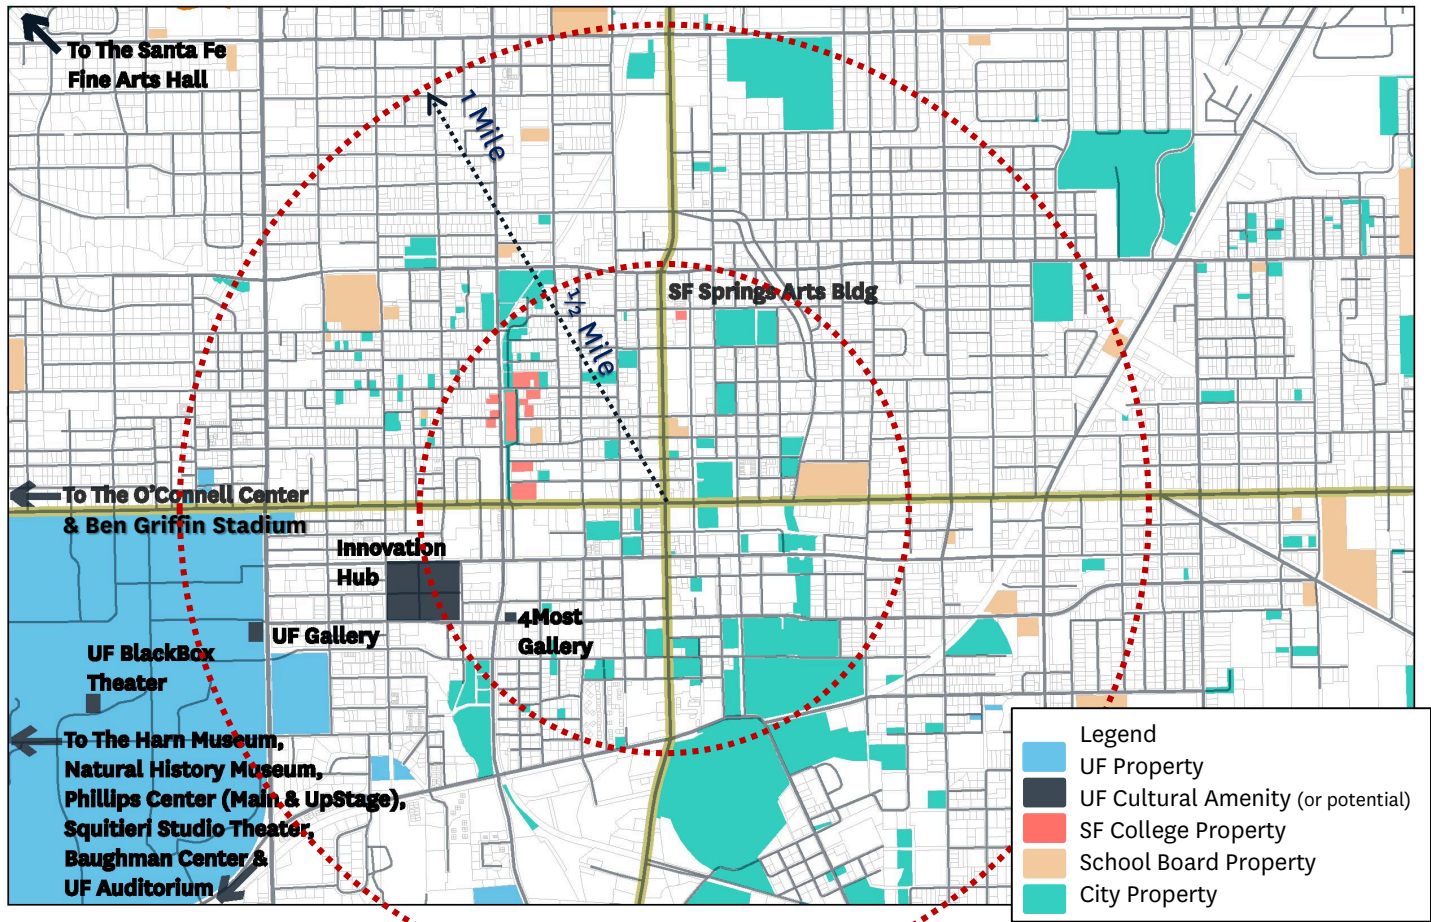 To The Santa Fe
Fine Arts Hall
1 Mile
SF Springs Arts Bldg
1/2 Mile
To The O'Connell Center
& Ben Griffin Stadium
Innovation
Hub
4Most
Gallery
UF Gallery
UF BlackBox
Theater
To The Harn Museum,
Natural History Museum,
Phillips Center (Main & UpStage),
Squitieri Studio Theater,
Baughman Center &
UF Auditorium
Legend
UF Property
UF Cultural Amenity (or potential)
SF College Property
School Board Property
City Property